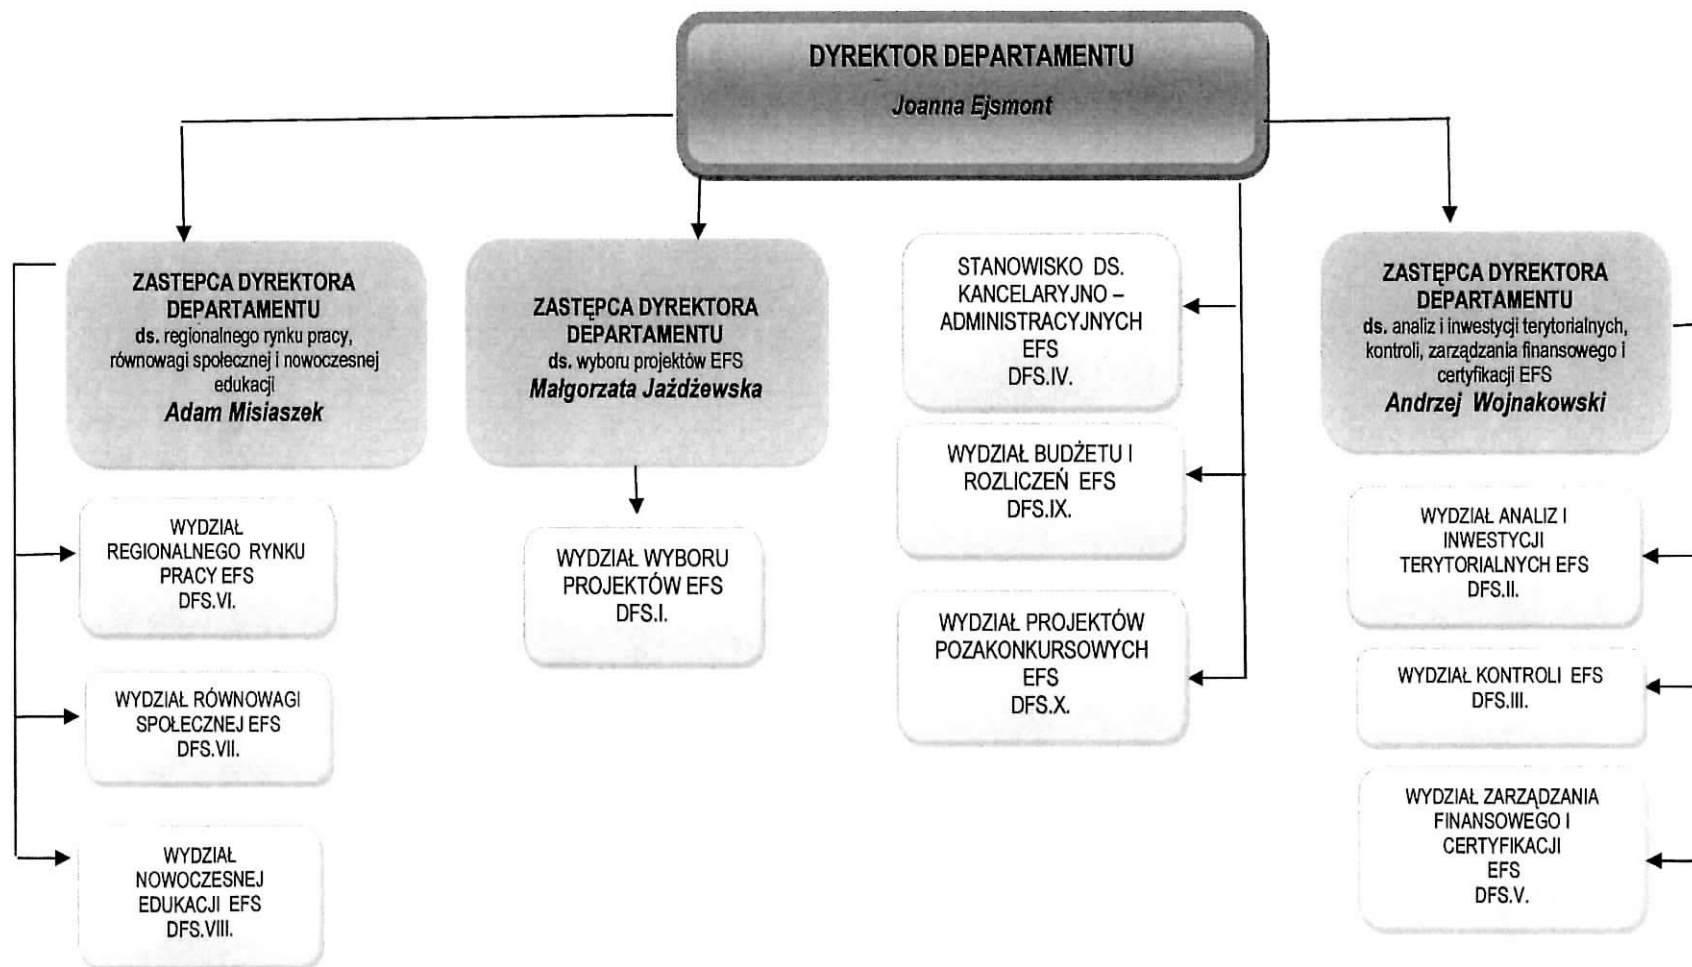 DYREKTOR DEPARTAMENTU
Joanna Ejsmont
ZASTEPCA DYREKTORA
DEPARTAMENTU
ds. regionalnego rynku pracy,
równowagi społecznej i nowoczesnej
edukacji
Adam Misiaszek
WYDZIAŁ
REGIONALNEGO RYNKU
PRACY EFS
DFS.VI.
WYDZIAŁ RÓWNOWAGI
SPOŁECZNEJ EFS
DFS.VII.
WYDZIAŁ
NOWOCZESNEJ
EDUKACJI EFS
DFS.VIII.
ZASTĘPCA DYREKTORA
DEPARTAMENTU
ds. wyboru projektów EFS
Małgorzata Jażdżewska
WYDZIAŁ WYBORU
PROJEKTÓW EFS
DFS.I.
STANOWISKO DS.
KANCELARYJNO –
ADMINISTRACYJNYCH
EFS
DFS.IV.
WYDZIAŁ BUDŻETU I
ROZLICZEŃ EFS
DFS.IX.
WYDZIAŁ PROJEKTÓW
POZAKONKURSOWYCH
EFS
DFS.X.
ZASTĘPCA DYREKTORA
DEPARTAMENTU
ds. analiz i inwestycji terytorialnych,
kontroli, zarządzania finansowego i
certyfikacji EFS
Andrzej Wojnakowski
WYDZIAŁ ANALIZ I
INWESTYCJI
TERYTORIALNYCH EFS
DFS.II.
WYDZIAŁ KONTROLI EFS
DFS.III.
WYDZIAŁ ZARZĄDZANIA
FINANSOWEGO I
CERTYFIKACJI
EFS
DFS.V.